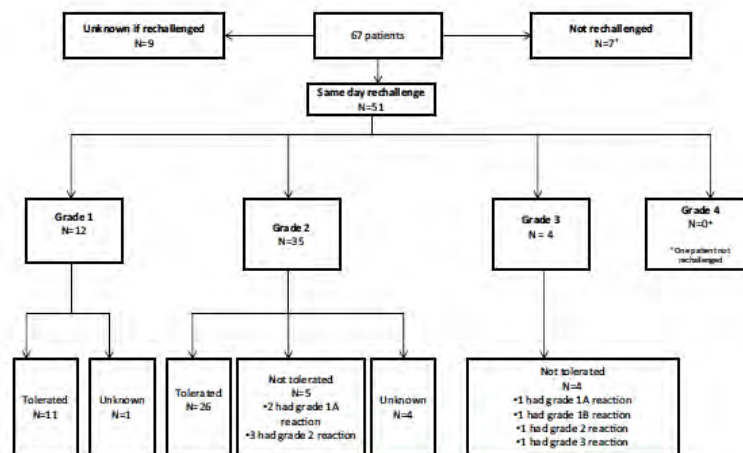 Unknown if rechallenged
N=9
67 patients
Not rechallenged
N=7⁺
Same day rechallenge
N=51
Grade 1
N=12
Grade 2
N=35
Grade 3
N = 4
Grade 4
N=0⁺
⁺One patient not
rechallenged
Tolerated
N=11
Unknown
N=1
Tolerated
N=26
Not tolerated
N=5
•2 had grade 1A
reaction
•3 had grade 2 reaction
Unknown
N=4
Not tolerated
N=4
•1 had grade 1A reaction
•1 had grade 1B reaction
•1 had grade 2 reaction
•1 had grade 3 reaction